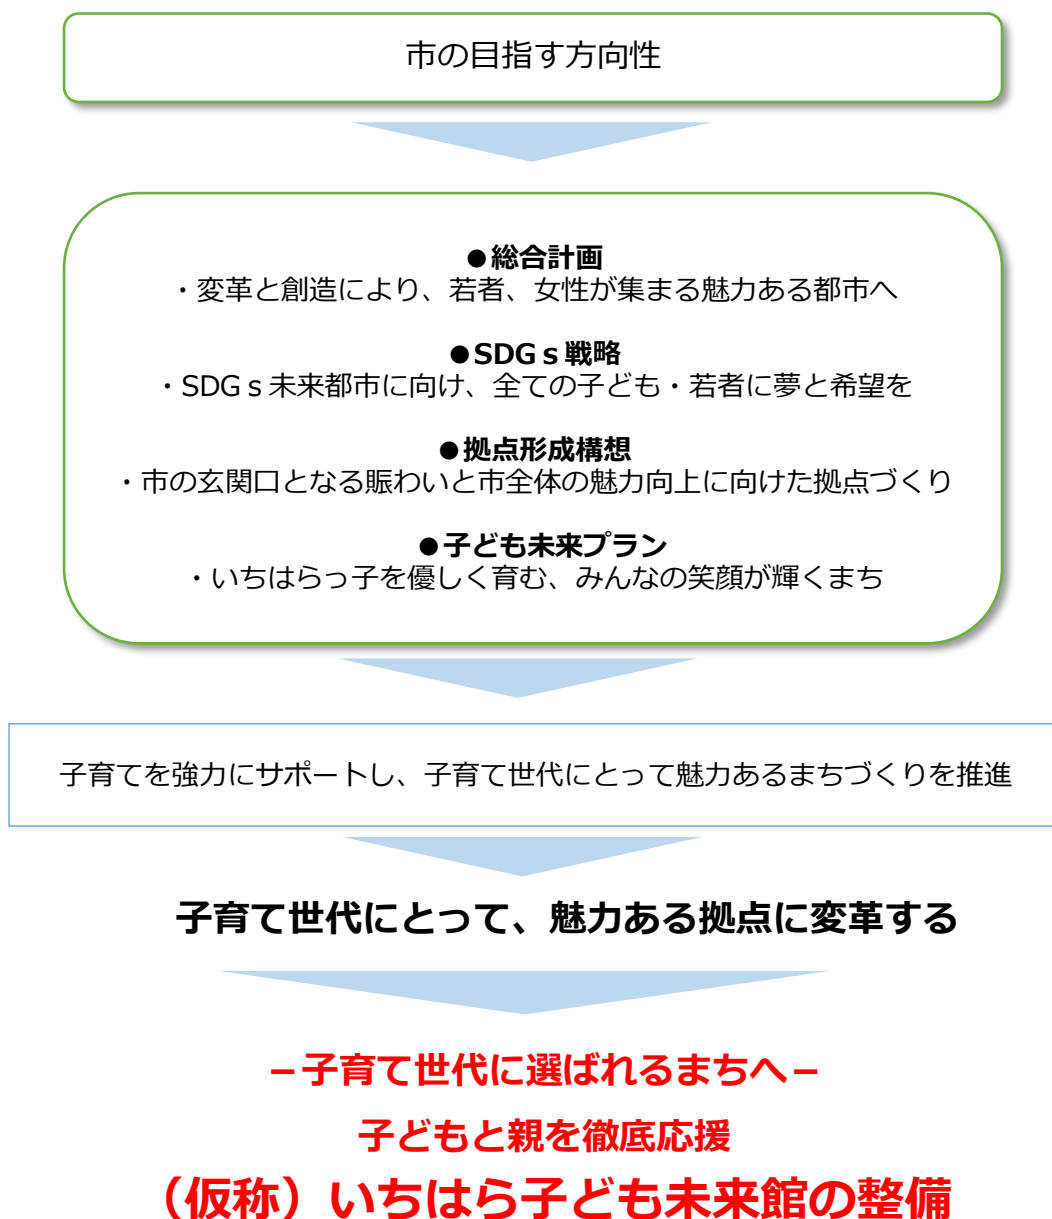 市の目指す方向性
●総合計画
・変革と創造により、若者、女性が集まる魅力ある都市へ
●SDGｓ戦略
・SDGｓ未来都市に向け、全ての子ども・若者に夢と希望を
●拠点形成構想
・市の玄関口となる賑わいと市全体の魅力向上に向けた拠点づくり
●子ども未来プラン
・いちはらっ子を優しく育む、みんなの笑顔が輝くまち
子育てを強力にサポートし、子育て世代にとって魅力あるまちづくりを推進
子育て世代にとって、魅力ある拠点に変革する
－子育て世代に選ばれるまちへ－
子どもと親を徹底応援
（仮称）いちはら子ども未来館の整備